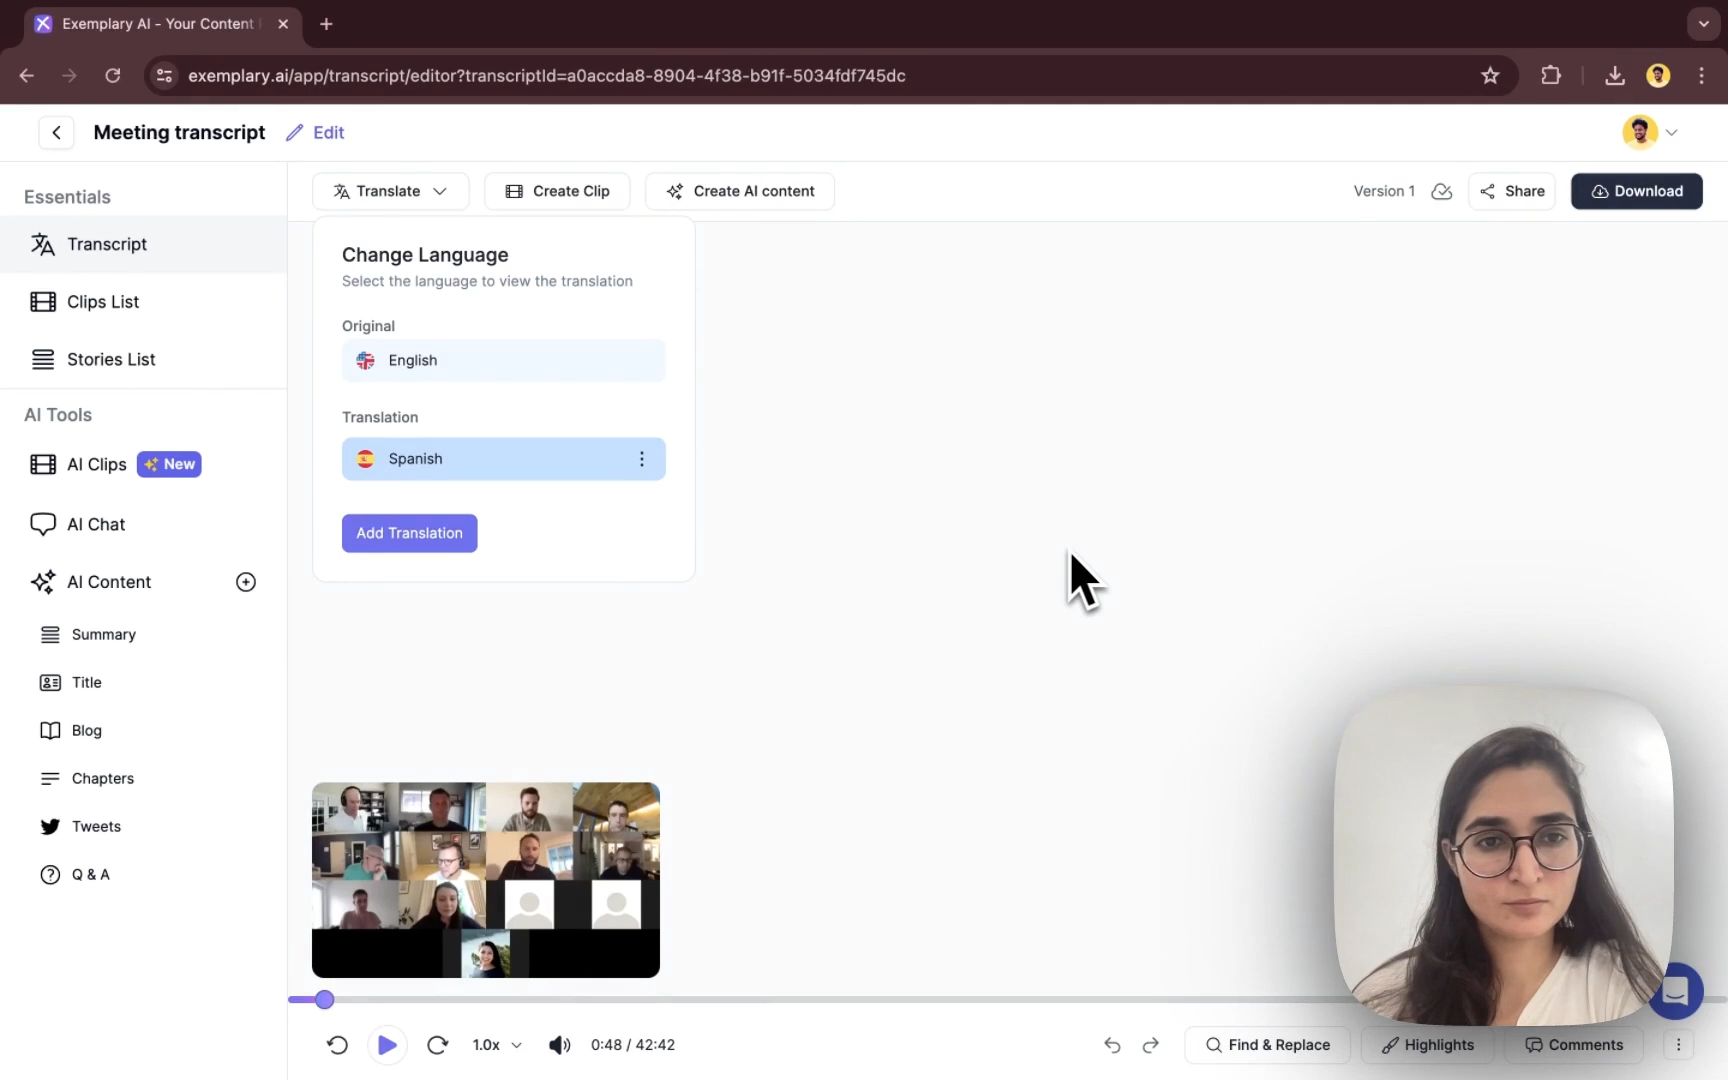 Exemplary AI - Your Content
exemplary.ai/app/transcript/editor?transcriptId=a0accda8-8904-4f38-b91f-5034fdf745dc
Meeting transcript
Edit
Essentials
Transcript
Clips List
Stories List
AI Tools
AI Clips
New
AI Chat
AI Content
Summary
Title
Blog
Chapters
Tweets
Q & A
Translate
Create Clip
Create AI content
Version 1
Share
Download
Change Language
Select the language to view the translation
Original
English
Translation
Spanish
Add Translation
1.0x
0:48 / 42:42
Find & Replace
Highlights
Comments